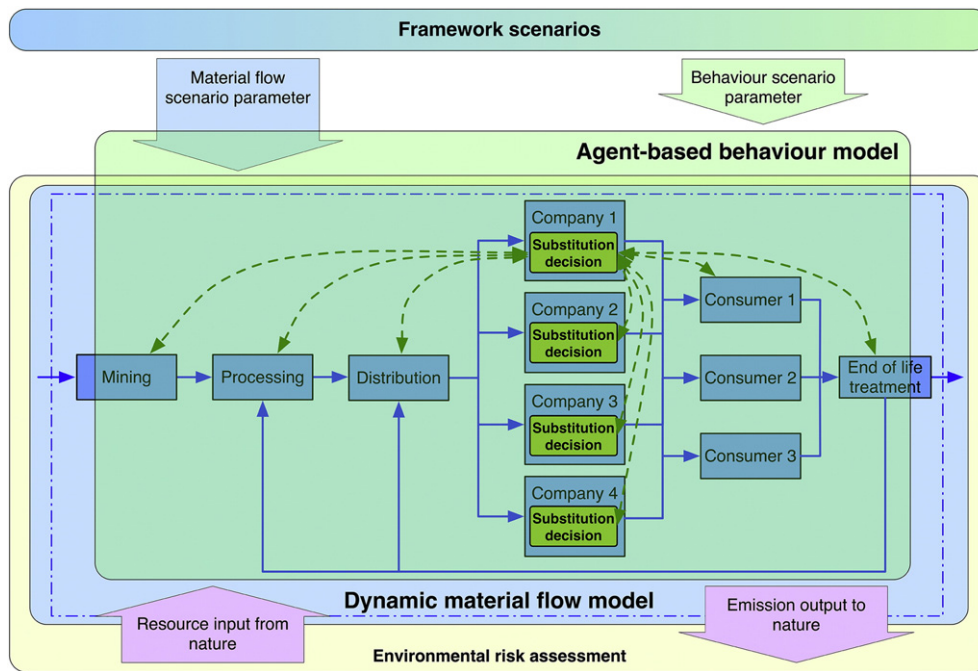 Framework scenarios
Material flow
scenario parameter
Behaviour scenario
parameter
Agent-based behaviour model
Company 1
Substitution
decision
Company 2
Substitution
decision
Company 3
Substitution
decision
Company 4
Substitution
decision
Mining
Processing
Distribution
Consumer 1
Consumer 2
Consumer 3
End of life
treatment
Dynamic material flow model
Resource input from
nature
Emission output to
nature
Environmental risk assessment